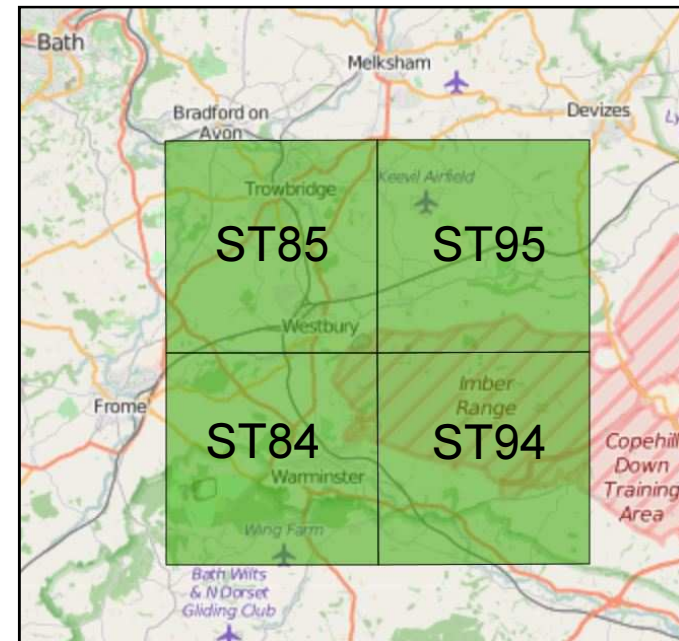 Bath
Melksham
Bradford on
Avon
Devizes
Ly
Trowbridge
Keevil Airfield
ST85
ST95
Westbury
Frome
Imber
Range
ST84
ST94
Copehill
Down
Training
Area
Warminster
Wing Farm
Bath Wilts
& N Dorset
Gliding Club